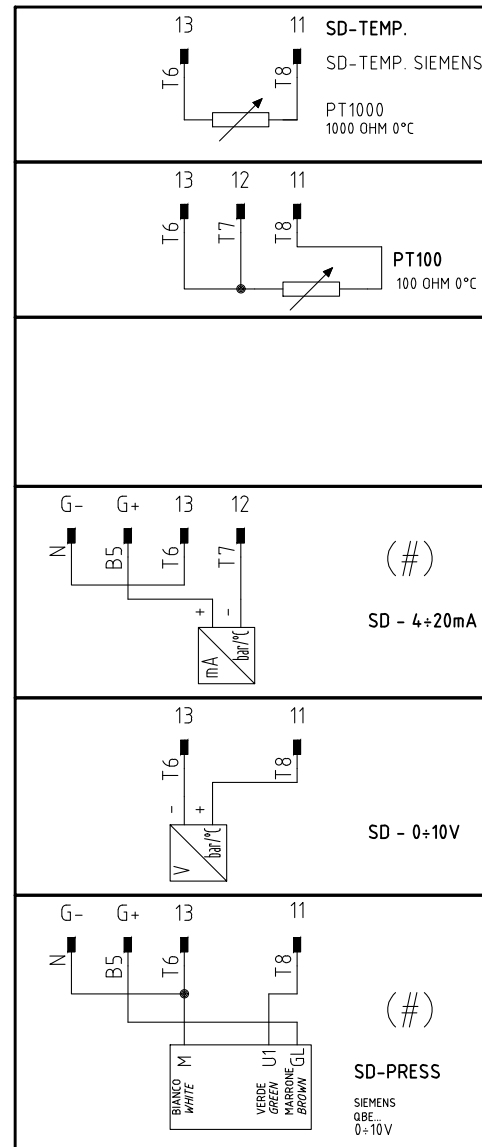 13 11 SD-TEMP.
T6 T8 SD-TEMP. SIEMENS
PT1000
1000 OHM 0°C
13 12 11
T6 T7 T8
PT100
100 OHM 0°C
G- G+ 13 12
N B5 T6 T7
(#)
+ -
mA bar/°C
SD - 4÷20mA
13 11
T6 T8
- +
V bar/°C
SD - 0÷10V
G- G+ 13 11
N B5 T6 T8
(#)
M U1 GL
BIANCO
WHITE
VERDE
GREEN
MARRONE
BROWN
SD-PRESS
SIEMENS
QBE...
0÷10V